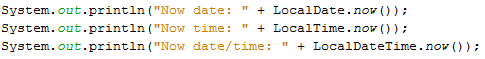 System.out.println("Now date: " + LocalDate.now());
System.out.println("Now time: " + LocalTime.now());
System.out.println("Now date/time: " + LocalDateTime.now());